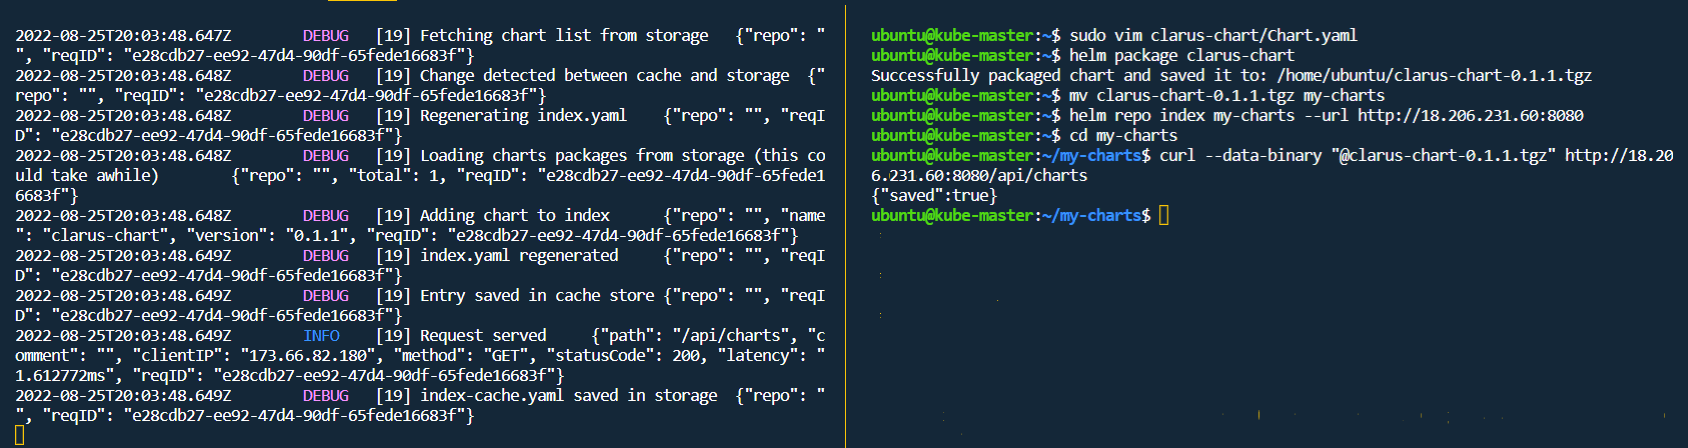 2022-08-25T20:03:48.647Z        DEBUG   [19] Fetching chart list from storage   {"repo": "
", "reqID": "e28cdb27-ee92-47d4-90df-65fede16683f"}
2022-08-25T20:03:48.648Z        DEBUG   [19] Change detected between cache and storage  {"
repo": "", "reqID": "e28cdb27-ee92-47d4-90df-65fede16683f"}
2022-08-25T20:03:48.648Z        DEBUG   [19] Regenerating index.yaml    {"repo": "", "reqI
D": "e28cdb27-ee92-47d4-90df-65fede16683f"}
2022-08-25T20:03:48.648Z        DEBUG   [19] Loading charts packages from storage (this co
uld take awhile)        {"repo": "", "total": 1, "reqID": "e28cdb27-ee92-47d4-90df-65fede1
6683f"}
2022-08-25T20:03:48.648Z        DEBUG   [19] Adding chart to index      {"repo": "", "name
": "clarus-chart", "version": "0.1.1", "reqID": "e28cdb27-ee92-47d4-90df-65fede16683f"}
2022-08-25T20:03:48.649Z        DEBUG   [19] index.yaml regenerated     {"repo": "", "reqI
D": "e28cdb27-ee92-47d4-90df-65fede16683f"}
2022-08-25T20:03:48.649Z        DEBUG   [19] Entry saved in cache store {"repo": "", "reqI
D": "e28cdb27-ee92-47d4-90df-65fede16683f"}
2022-08-25T20:03:48.649Z        INFO    [19] Request served     {"path": "/api/charts", "c
omment": "", "clientIP": "173.66.82.180", "method": "GET", "statusCode": 200, "latency": "
1.612772ms", "reqID": "e28cdb27-ee92-47d4-90df-65fede16683f"}
2022-08-25T20:03:48.649Z        DEBUG   [19] index-cache.yaml saved in storage  {"repo": "
", "reqID": "e28cdb27-ee92-47d4-90df-65fede16683f"}
ubuntu@kube-master:~$ sudo vim clarus-chart/Chart.yaml
ubuntu@kube-master:~$ helm package clarus-chart
Successfully packaged chart and saved it to: /home/ubuntu/clarus-chart-0.1.1.tgz
ubuntu@kube-master:~$ mv clarus-chart-0.1.1.tgz my-charts
ubuntu@kube-master:~$ helm repo index my-charts --url http://18.206.231.60:8080
ubuntu@kube-master:~$ cd my-charts
ubuntu@kube-master:~/my-charts$ curl --data-binary "@clarus-chart-0.1.1.tgz" http://18.20
6.231.60:8080/api/charts
{"saved":true}
ubuntu@kube-master:~/my-charts$